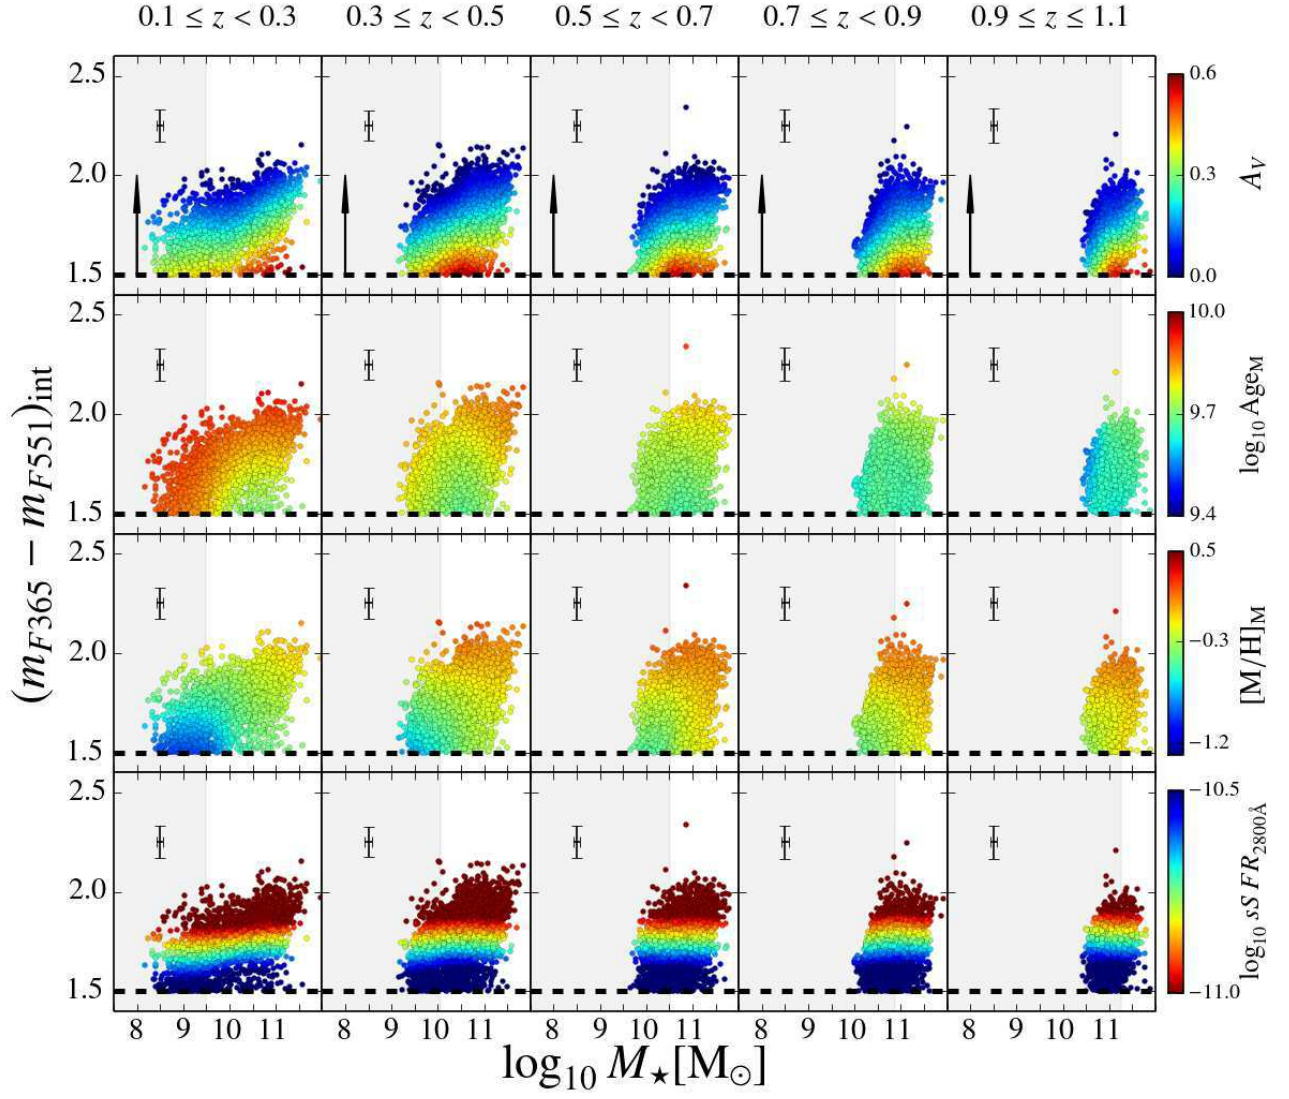 0.1 ≤ z < 0.3 0.3 ≤ z < 0.5 0.5 ≤ z < 0.7 0.7 ≤ z < 0.9 0.9 ≤ z ≤ 1.1
2.5
2.0
1.5
0.6
0.3
0.0
A_V
2.5
2.0
1.5
10.0
9.7
9.4
log₁₀ Age_M
2.5
2.0
1.5
0.5
−0.3
−1.2
[M/H]_M
2.5
2.0
1.5
−10.5
−11.0
log₁₀ sSFR_2800Å
(m_F365 − m_F551)_int
8 9 10 11 8 9 10 11 8 9 10 11 8 9 10 11 8 9 10 11
log₁₀ M★[M⊙]